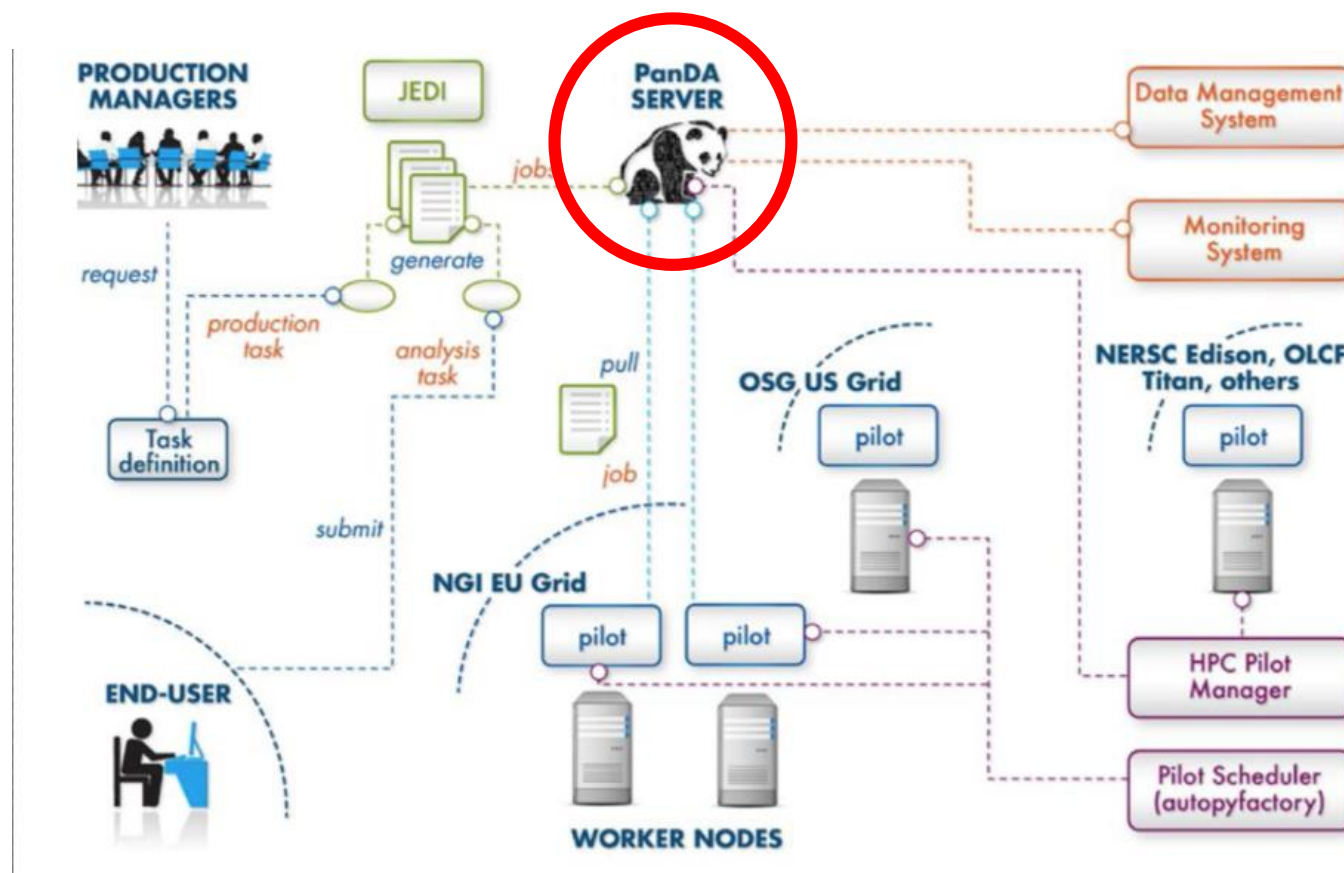 PRODUCTION
MANAGERS
JEDI
PanDA
SERVER
Data Management
System
jobs
Monitoring
System
request
generate
production
task
analysis
task
pull
OSG US Grid
NERSC Edison, OLCF
Titan, others
pilot
pilot
Task
definition
job
submit
NGI EU Grid
pilot
pilot
HPC Pilot
Manager
END-USER
Pilot Scheduler
(autopyfactory)
WORKER NODES